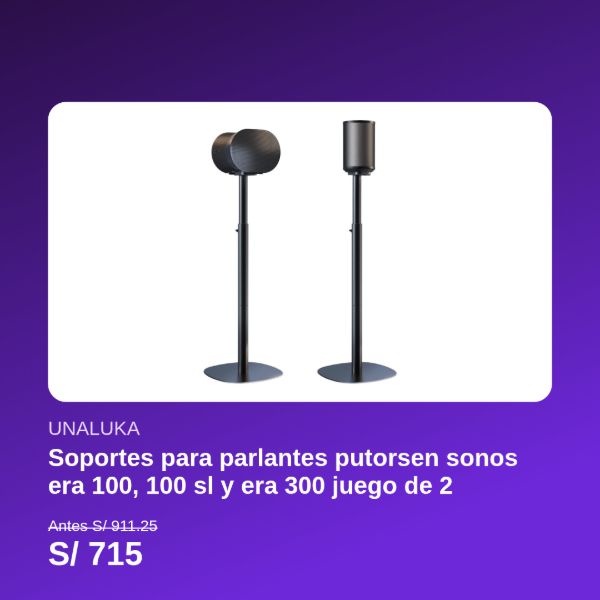 UNALUKA
Soportes para parlantes putorsen sonos
era 100, 100 sl y era 300 juego de 2
Antes S/ 911.25
S/ 715